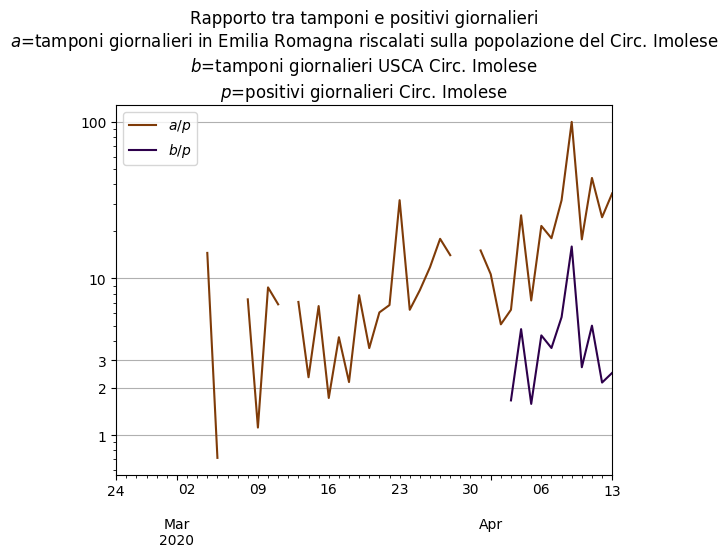 Rapporto tra tamponi e positivi giornalieri
a=tamponi giornalieri in Emilia Romagna riscalati sulla popolazione del Circ. Imolese
b=tamponi giornalieri USCA Circ. Imolese
p=positivi giornalieri Circ. Imolese
a/p
b/p
100
10
3
2
1
24 02 09 16 23 30 06 13
Mar Apr
2020